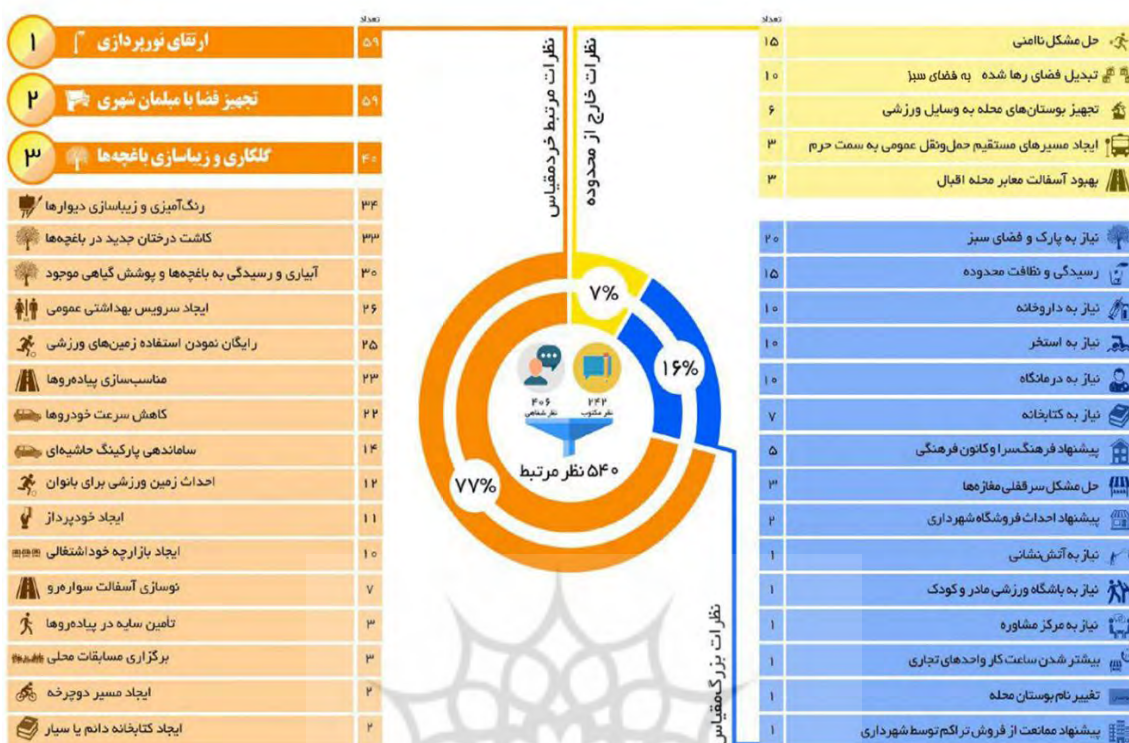 تعداد
حل مشکل ناامنی ۱۵
تبدیل فضای رها شده به فضای سبز ۱۰
تجهیز بوستان‌های محله به وسایل ورزشی ۶
ایجاد مسیرهای مستقیم حمل‌ونقل عمومی به سمت حرم ۳
بهبود آسفالت معابر محله اقبال ۳
نیاز به پارک و فضای سبز ۲۰
رسیدگی و نظافت محدوده ۱۵
نیاز به داروخانه ۱۰
نیاز به استخر ۱۰
نیاز به درمانگاه ۱۰
نیاز به کتابخانه ۷
پیشنهاد فرهنگسرا و کانون فرهنگی ۵
حل مشکل سرقفلی مغازه‌ها ۳
پیشنهاد احداث فروشگاه شهرداری ۲
نیاز به آتش‌نشانی ۱
نیاز به باشگاه ورزشی مادر و کودک ۱
نیاز به مرکز مشاوره ۱
بیشتر شدن ساعت کار واحدهای تجاری ۱
تغییر نام بوستان محله ۱
پیشنهاد ممانعت از فروش تراکم توسط شهرداری ۱
نظرات خارج از محدوده
نظرات مرتبط خردمقیاس
نظرات بزرگ‌مقیاس
۷%
۱۶%
۷۷%
۲۴۲
نظر مکتوب
۴۰۶
نظر شفاهی
۵۴۰ نظر مرتبط
تعداد
۵۹ ارتقای نورپردازی ۱
۵۹ تجهیز فضا با مبلمان شهری ۲
۴۰ گلکاری و زیباسازی باغچه‌ها ۳
۳۴ رنگ‌آمیزی و زیباسازی دیوارها
۳۳ کاشت درختان جدید در باغچه‌ها
۳۰ آبیاری و رسیدگی به باغچه‌ها و پوشش گیاهی موجود
۲۶ ایجاد سرویس بهداشتی عمومی
۲۵ رایگان نمودن استفاده زمین‌های ورزشی
۲۳ مناسب‌سازی پیاده‌روها
۲۲ کاهش سرعت خودروها
۱۴ ساماندهی پارکینگ حاشیه‌ای
۱۲ احداث زمین ورزشی برای بانوان
۱۱ ایجاد خودپرداز
۱۰ ایجاد بازارچه خوداشتغالی
۷ نوسازی آسفالت سواره‌رو
۳ تأمین سایه در پیاده‌روها
۳ برگزاری مسابقات محلی
۲ ایجاد مسیر دوچرخه
۲ ایجاد کتابخانه دائم یا سیار